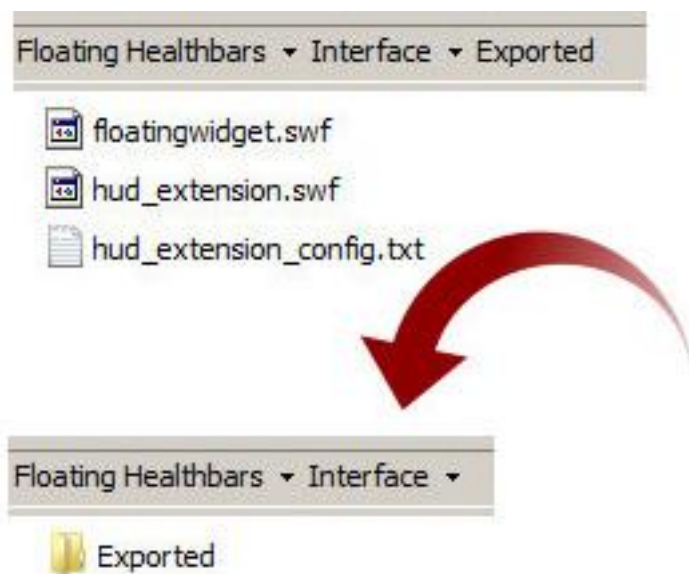 Floating Healthbars ▾ Interface ▾ Exported
floatingwidget.swf
hud_extension.swf
hud_extension_config.txt
Floating Healthbars ▾ Interface ▾
Exported